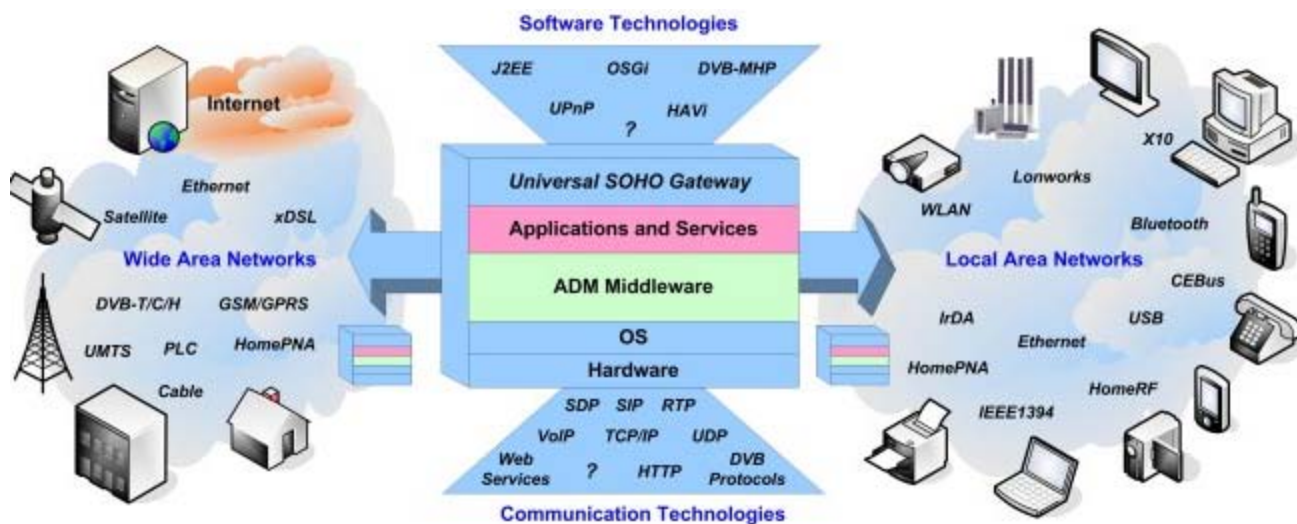 Software Technologies
J2EE OSGi DVB-MHP
UPnP HAVi
?
Internet
Ethernet
Satellite xDSL
Wide Area Networks
DVB-T/C/H GSM/GPRS
UMTS PLC HomePNA
Cable
Universal SOHO Gateway
Applications and Services
ADM Middleware
OS
Hardware
X10
Lonworks
WLAN
Bluetooth
Local Area Networks
CEBus
IrDA USB
Ethernet
HomePNA
HomeRF
IEEE1394
SDP SIP RTP
VoIP TCP/IP UDP
Web Services ? HTTP DVB Protocols
Communication Technologies